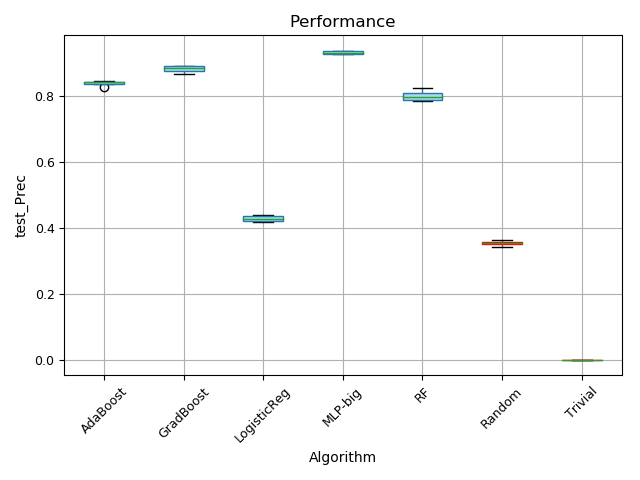 Performance
test_Prec
0.8
0.6
0.4
0.2
0.0
AdaBoost
GradBoost
LogisticReg
MLP-big
RF
Random
Trivial
Algorithm